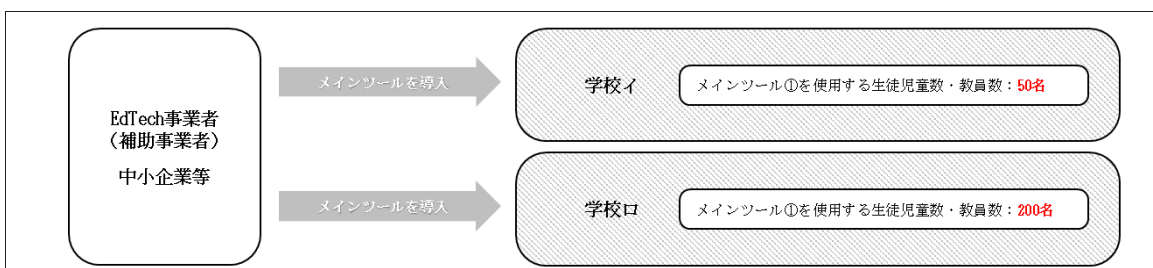 EdTech事業者
（補助事業者）
中小企業等
メインツールを導入
学校イ
メインツール①を使用する生徒児童数・教員数：50名
メインツールを導入
学校ロ
メインツール①を使用する生徒児童数・教員数：200名